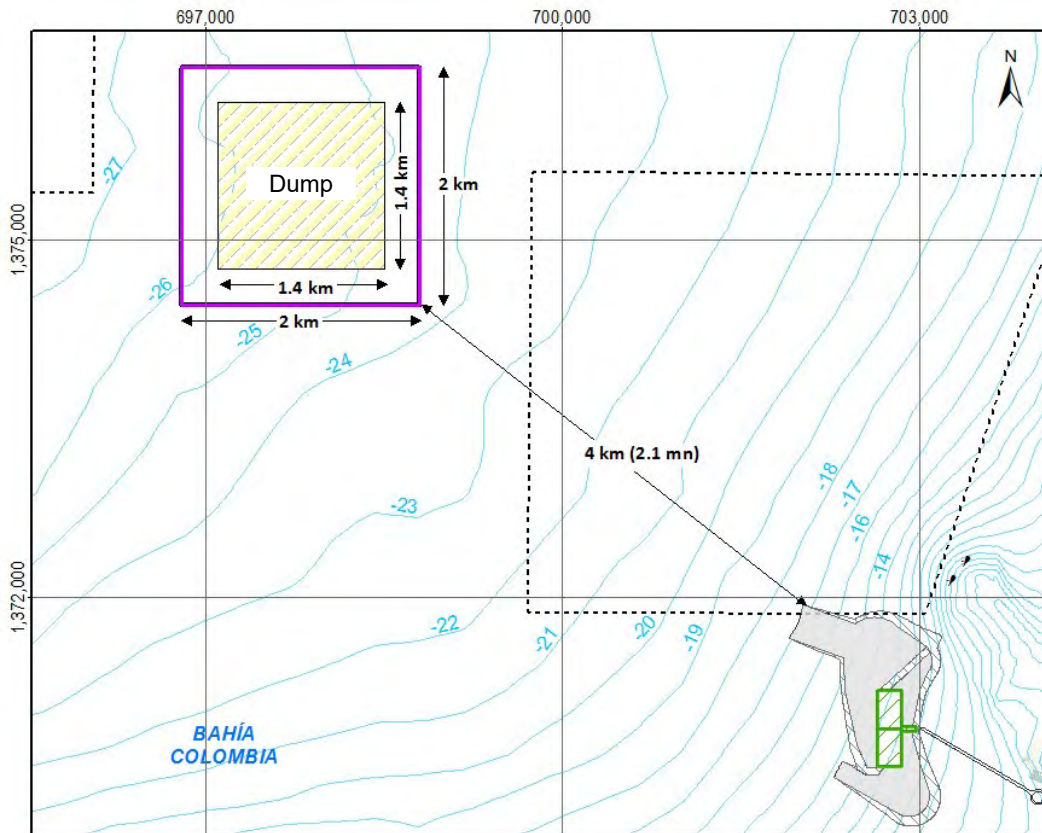 697,000
700,000
703,000
N
-27
Dump
1.4 km
2 km
1,375,000
1.4 km
-26
2 km
-25
-24
4 km (2.1 mn)
-18
-17
-23
-16
-14
1,372,000
-22
-21
-20
-19
BAHÍA
COLOMBIA